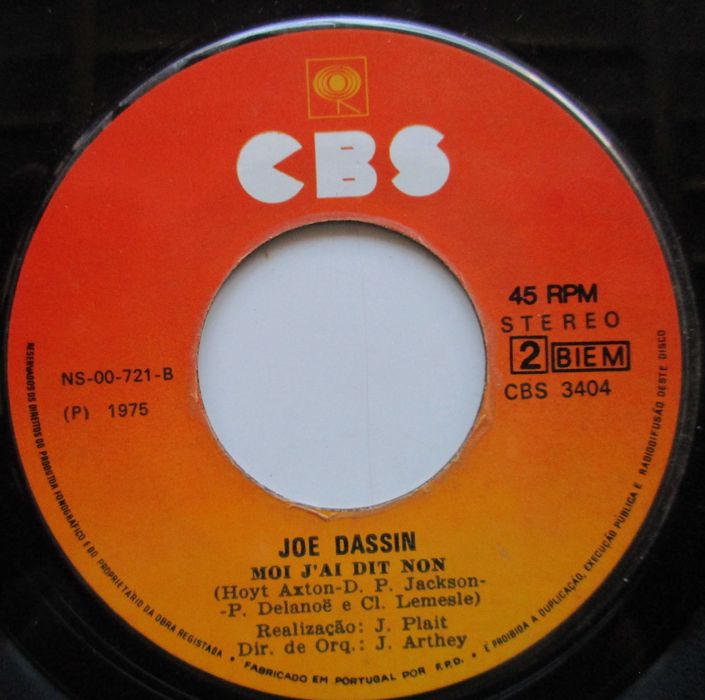 CBS
45 RPM
STEREO
2 BIEM
CBS 3404
NS-00-721-B
(P) 1975
JOE DASSIN
MOI J'AI DIT NON
(Hoyt Axton-D. P. Jackson-
-P. Delanoë e Cl. Lemesle)
Realização: J. Plait
Dir. de Orq.: J. Arthey
RESERVADOS OS DIREITOS DO PRODUTOR FONOGRÁFICO E DO PROPRIETÁRIO DA OBRA REGISTADA • FABRICADO EM PORTUGAL POR F.P.D. • É PROIBIDA A DUPLICAÇÃO, EXECUÇÃO PÚBLICA E RADIODIFUSÃO DESTE DISCO